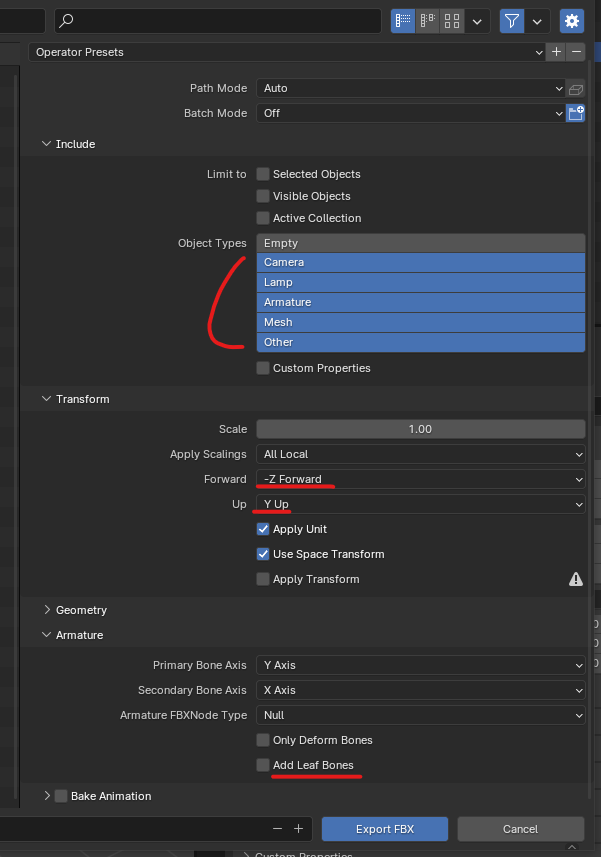 Operator Presets
Path Mode Auto
Batch Mode Off
Include
Limit to Selected Objects
Visible Objects
Active Collection
Object Types Empty
Camera
Lamp
Armature
Mesh
Other
Custom Properties
Transform
Scale 1.00
Apply Scalings All Local
Forward -Z Forward
Up Y Up
Apply Unit
Use Space Transform
Apply Transform
Geometry
Armature
Primary Bone Axis Y Axis
Secondary Bone Axis X Axis
Armature FBXNode Type Null
Only Deform Bones
Add Leaf Bones
Bake Animation
Export FBX Cancel
Custom Properties